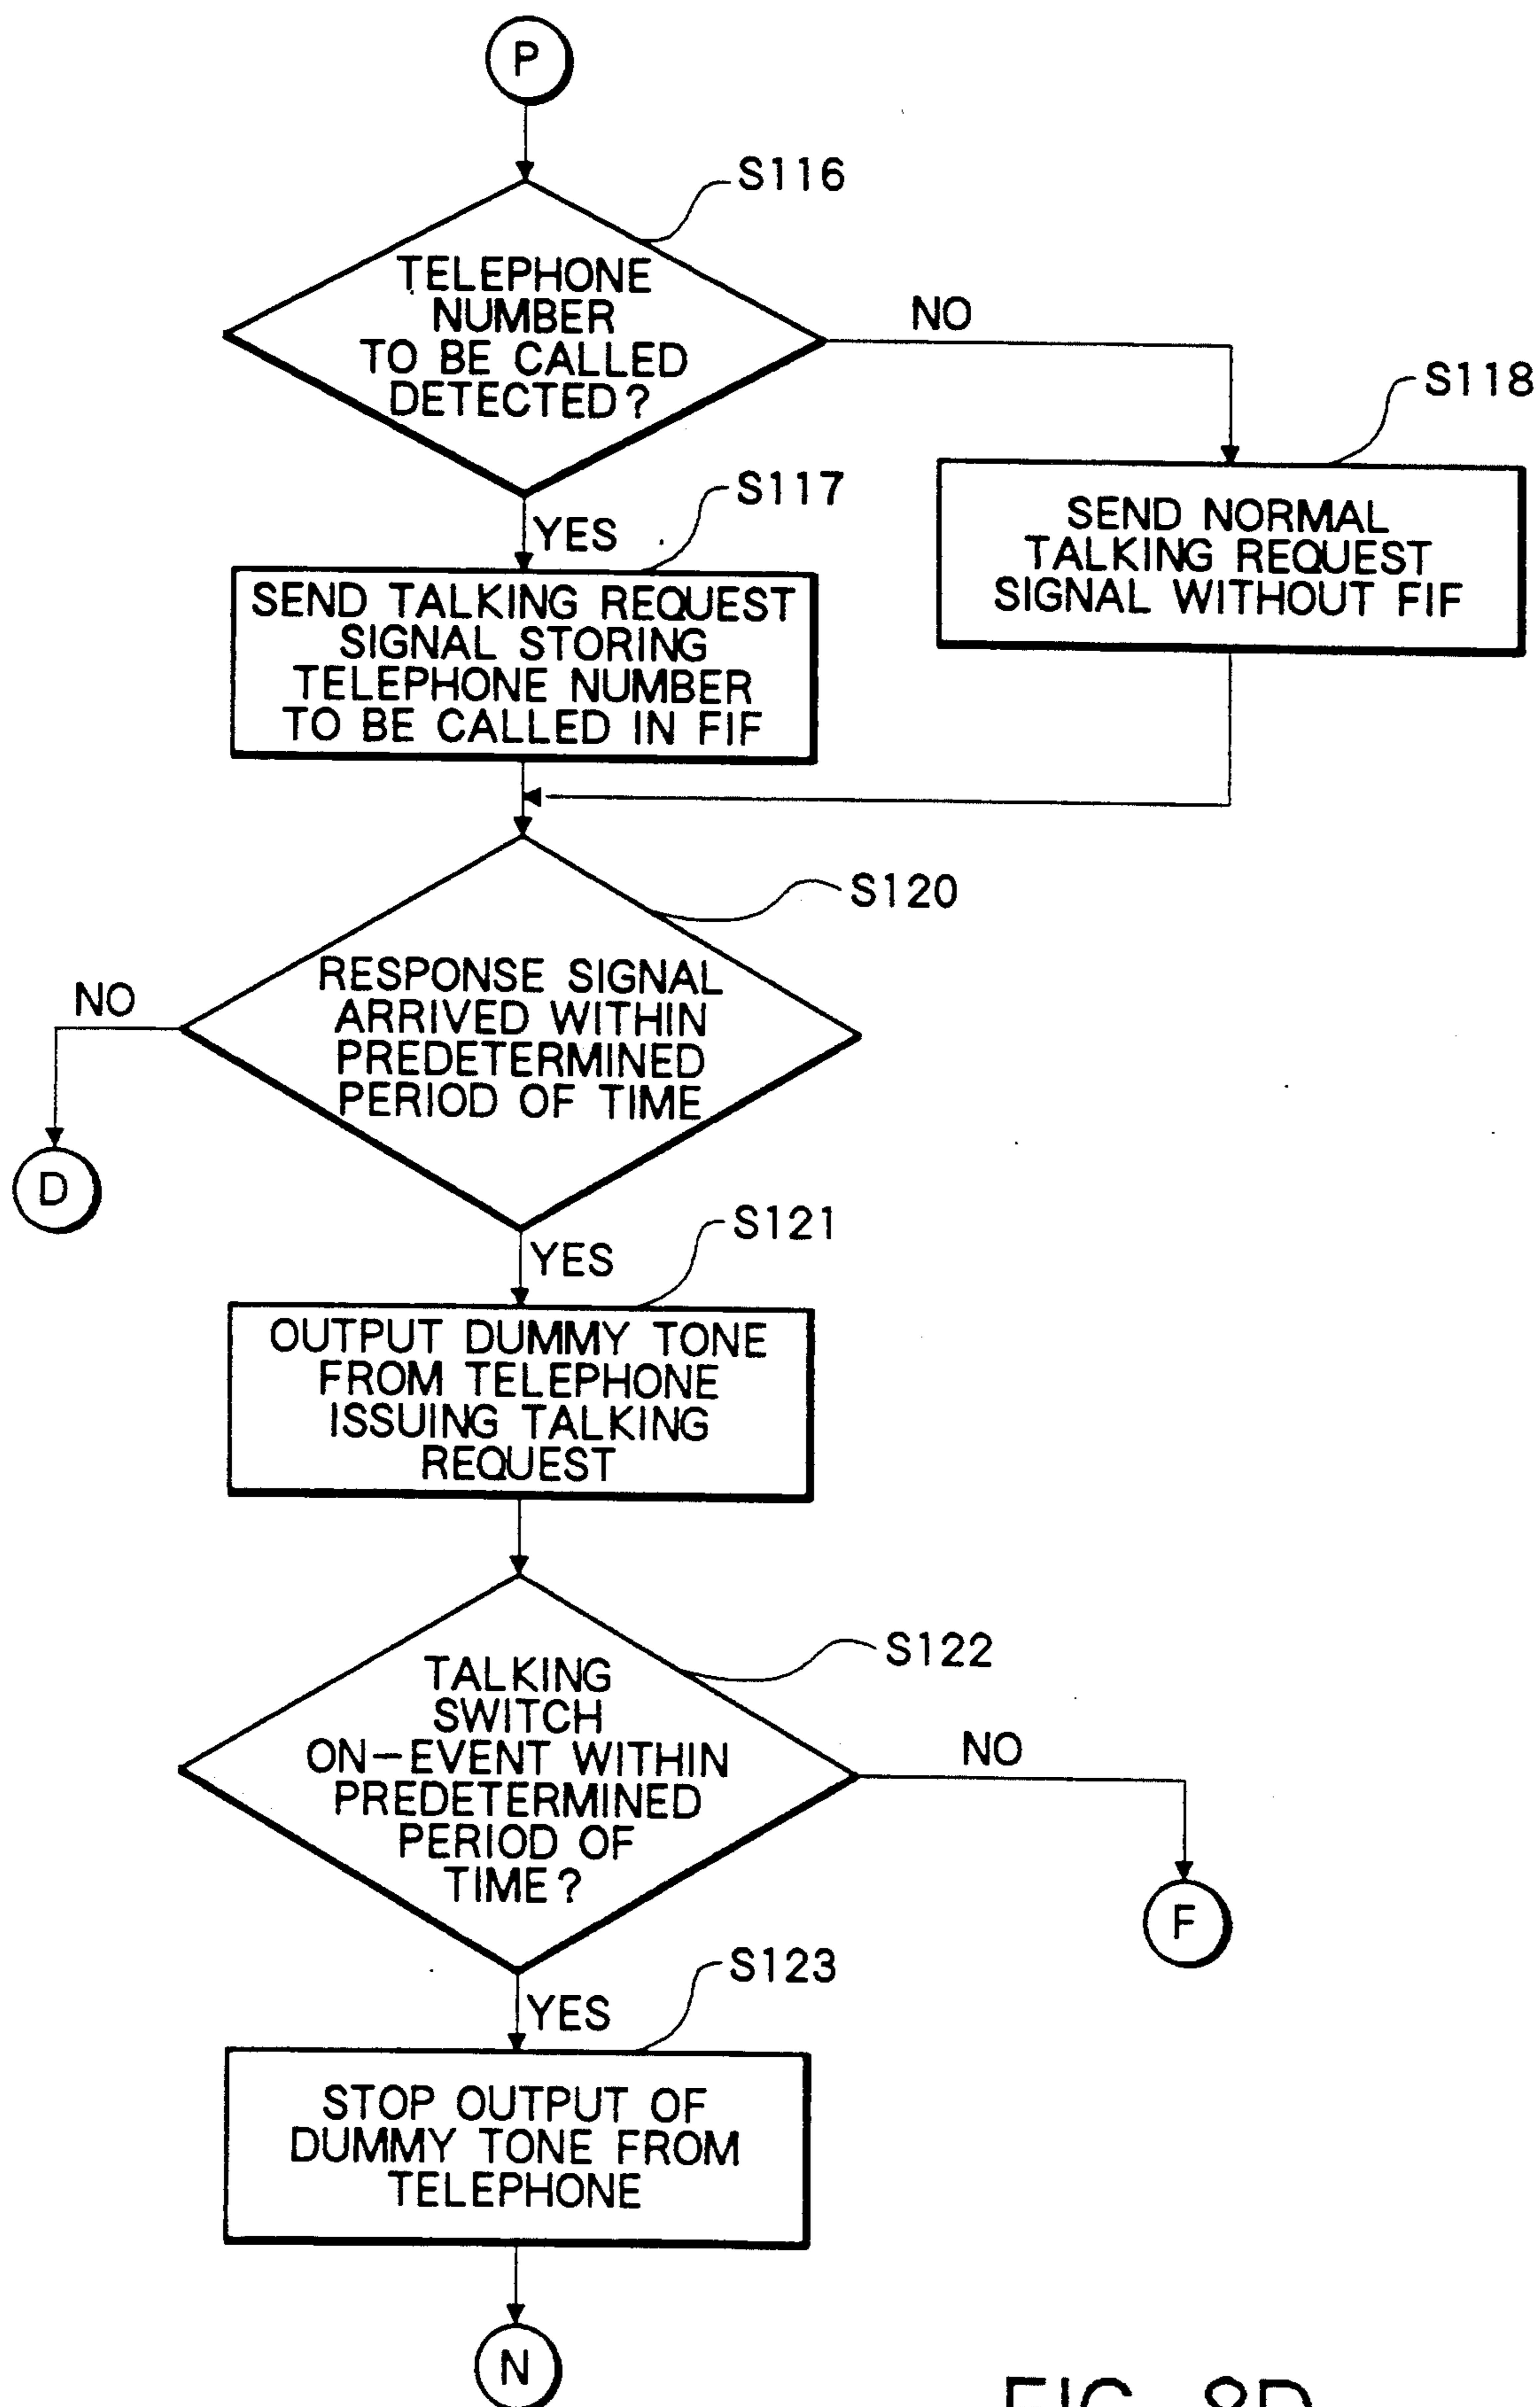 P
S116
TELEPHONE
NUMBER
TO BE CALLED
DETECTED?
NO
S118
SEND NORMAL
TALKING REQUEST
SIGNAL WITHOUT FIF
YES
S117
SEND TALKING REQUEST
SIGNAL STORING
TELEPHONE NUMBER
TO BE CALLED IN FIF
S120
RESPONSE SIGNAL
ARRIVED WITHIN
PREDETERMINED
PERIOD OF TIME
NO
D
YES
S121
OUTPUT DUMMY TONE
FROM TELEPHONE
ISSUING TALKING
REQUEST
S122
TALKING
SWITCH
ON-EVENT WITHIN
PREDETERMINED
PERIOD OF
TIME?
NO
F
YES
S123
STOP OUTPUT OF
DUMMY TONE FROM
TELEPHONE
N